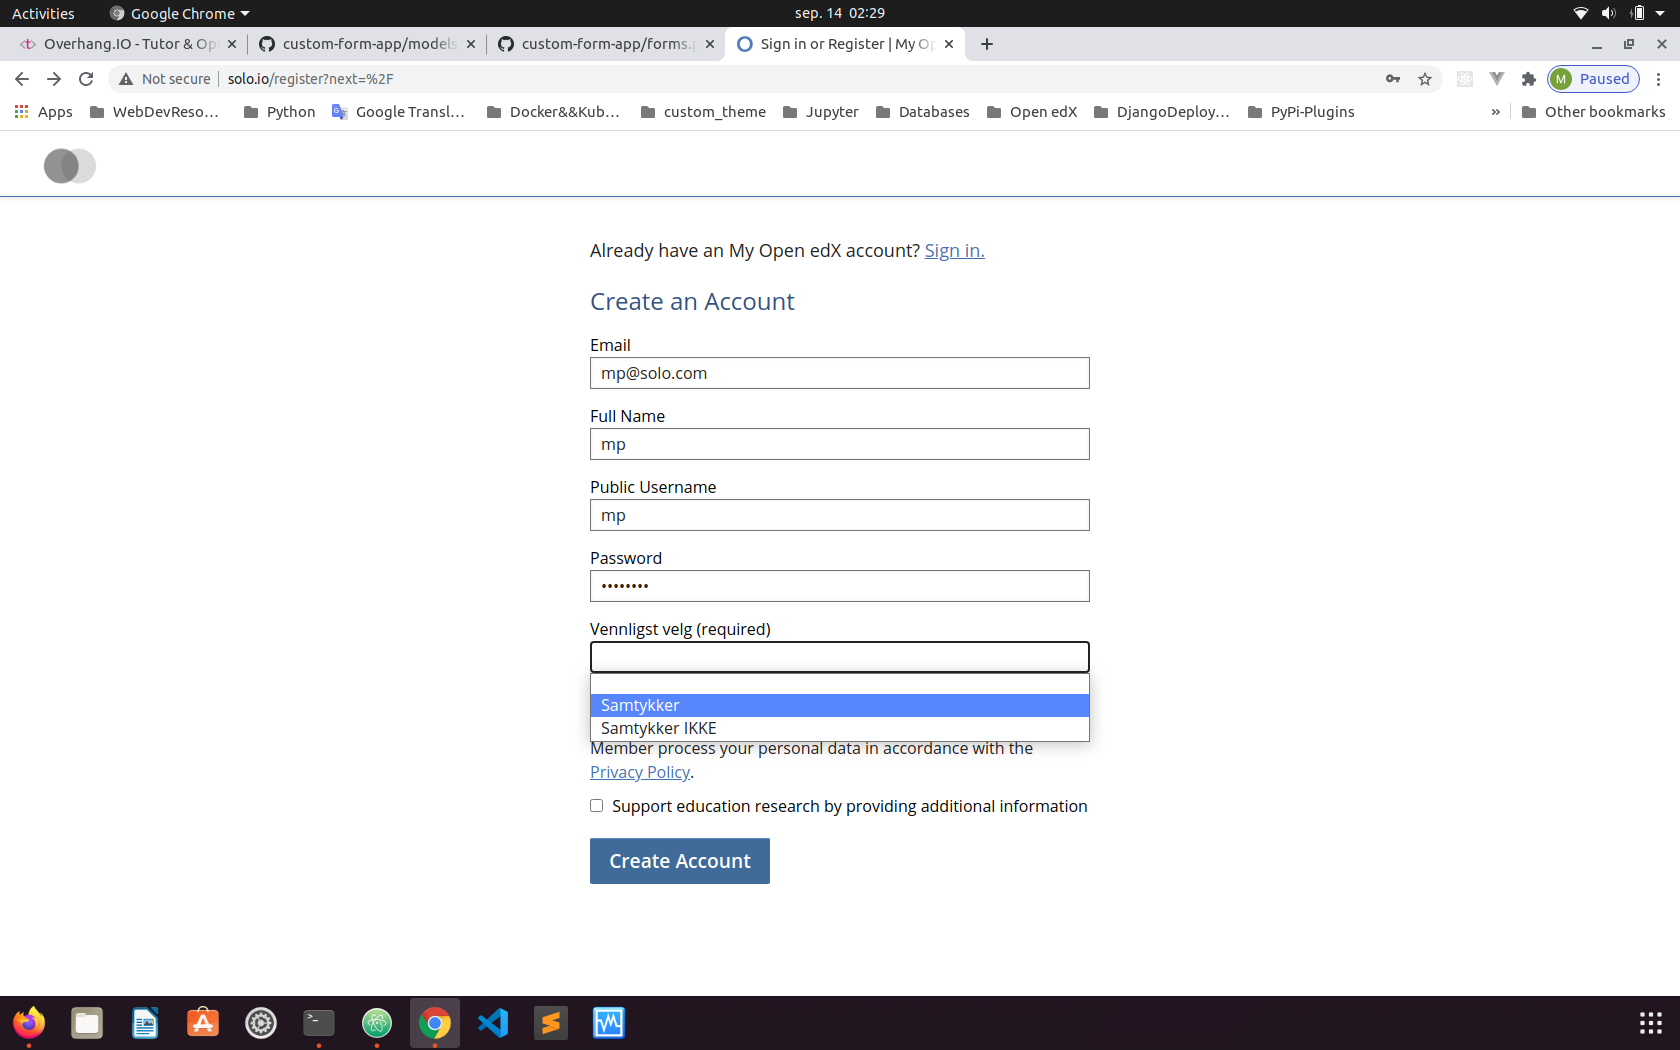 Activities Google Chrome sep. 14 02:29
Overhang.IO - Tutor & Op custom-form-app/models custom-form-app/forms.p Sign in or Register | My Op
Not secure solo.io/register?next=%2F M Paused
Apps WebDevReso... Python Google Transl... Docker&&Kub... custom_theme Jupyter Databases Open edX DjangoDeploy... PyPi-Plugins » Other bookmarks
Already have an My Open edX account? Sign in.
Create an Account
Email
mp@solo.com
Full Name
mp
Public Username
mp
Password
••••••••
Vennligst velg (required)
Samtykker
Samtykker IKKE
Member process your personal data in accordance with the
Privacy Policy.
Support education research by providing additional information
Create Account